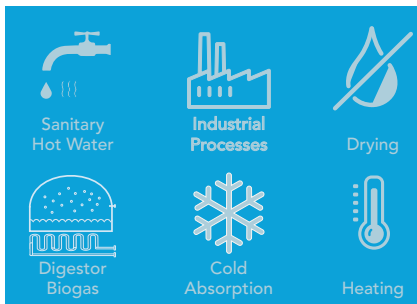 Sanitary
Hot Water
Industrial
Processes
Drying
Digestor
Biogas
Cold
Absorption
Heating